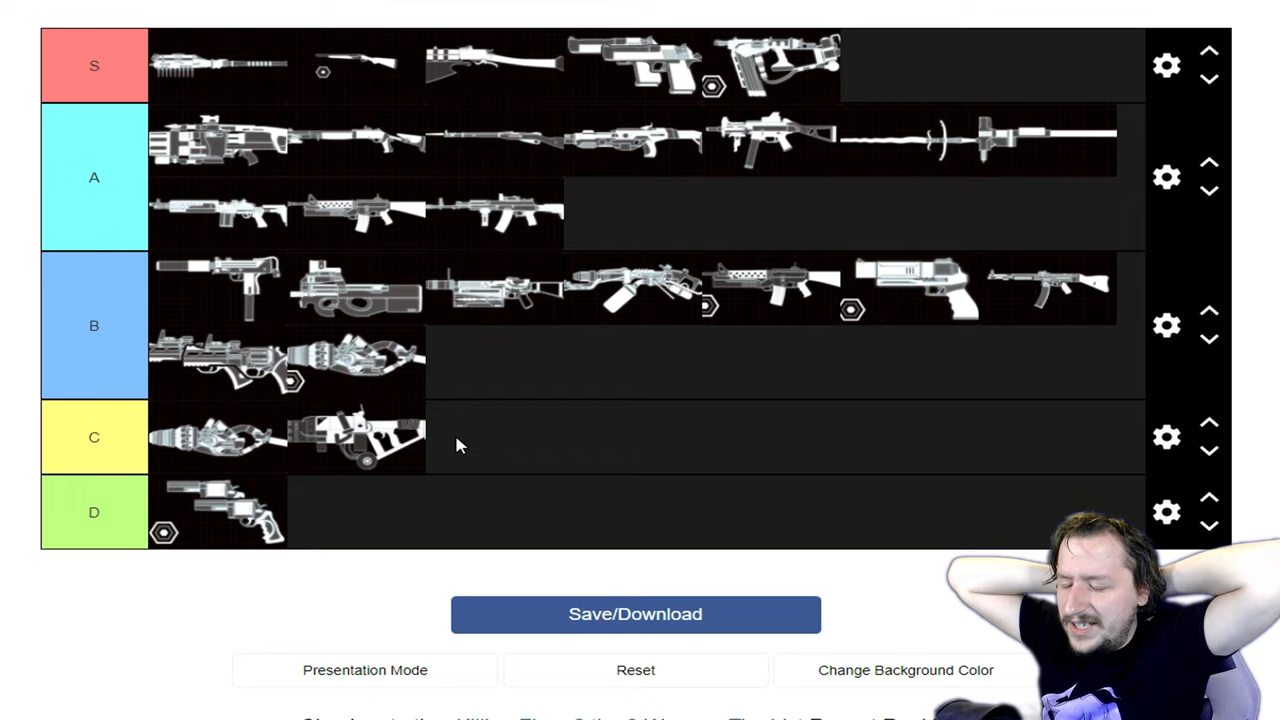 S
A
B
C
D
Save/Download
Presentation Mode
Reset
Change Background Color